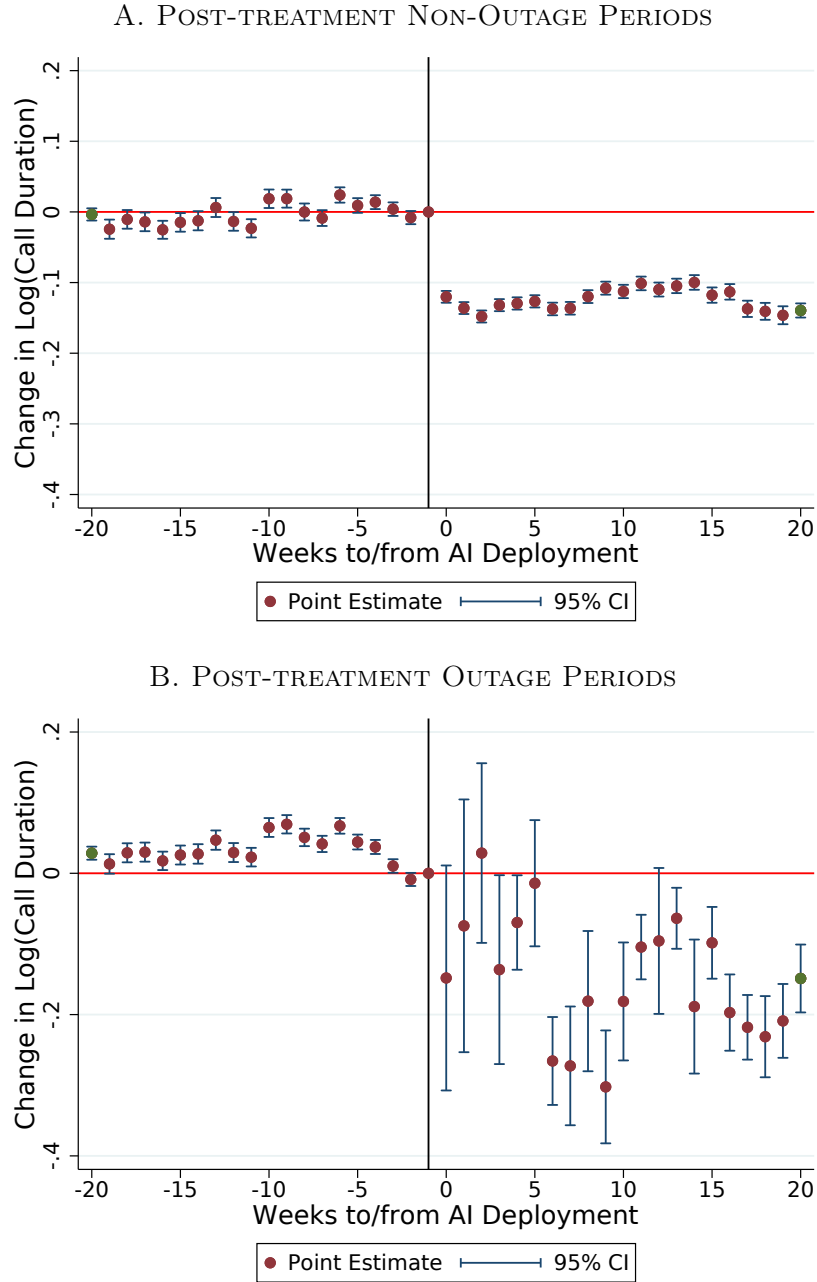 A. Post-treatment Non-Outage Periods
Change in Log(Call Duration)
.2
.1
0
-.1
-.2
-.3
-.4
-20 -15 -10 -5 0 5 10 15 20
Weeks to/from AI Deployment
Point Estimate 95% CI
B. Post-treatment Outage Periods
Change in Log(Call Duration)
.2
0
-.2
-.4
-20 -15 -10 -5 0 5 10 15 20
Weeks to/from AI Deployment
Point Estimate 95% CI